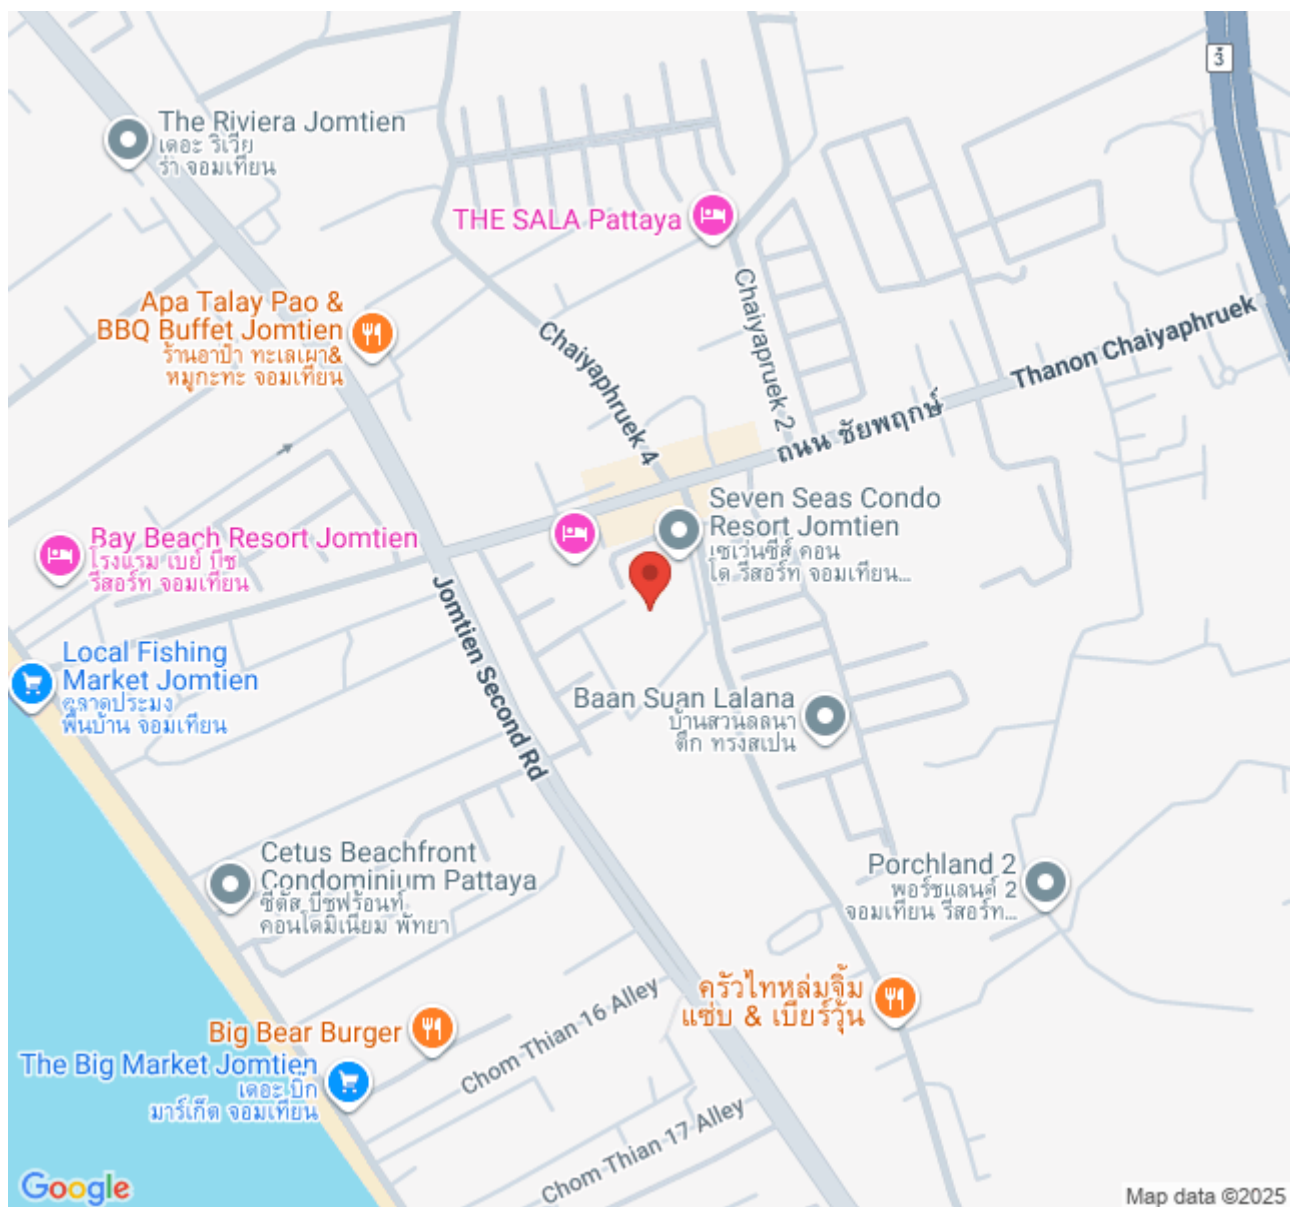 3
The Riviera Jomtien
เดอะ ริเวีย
ร่า จอมเทียน
THE SALA Pattaya
Chaiyapruek 2
Apa Talay Pao &
BBQ Buffet Jomtien
ร้านอาป๋า ทะเลเผา&
หมูกะทะ จอมเทียน
Chaiyaphruek 4
Thanon Chaiyaphruek
ถนน ชัยพฤกษ์
Seven Seas Condo
Resort Jomtien
เซเว่นซีส์ คอน
โด รีสอร์ท จอมเทียน...
Bay Beach Resort Jomtien
โรงแรม เบย์ บีช
รีสอร์ท จอมเทียน
Jomtien Second Rd
Local Fishing
Market Jomtien
ตลาดประมง
พื้นบ้าน จอมเทียน
Baan Suan Lalana
บ้านสวนลลนา
ตึก ทรงสเปน
Cetus Beachfront
Condominium Pattaya
ซีตัส บีชฟร้อนท์
คอนโดมิเนียม พัทยา
Porchland 2
พอร์ชแลนด์ 2
จอมเทียน รีสอร์ท...
ครัวไทหล่มจิ้ม
แซ่บ & เบียร์วุ้น
Big Bear Burger
Chom Thian 16 Alley
The Big Market Jomtien
เดอะ บิ๊ก
มาร์เก็ต จอมเทียน
Chom Thian 17 Alley
Google
Map data ©2025